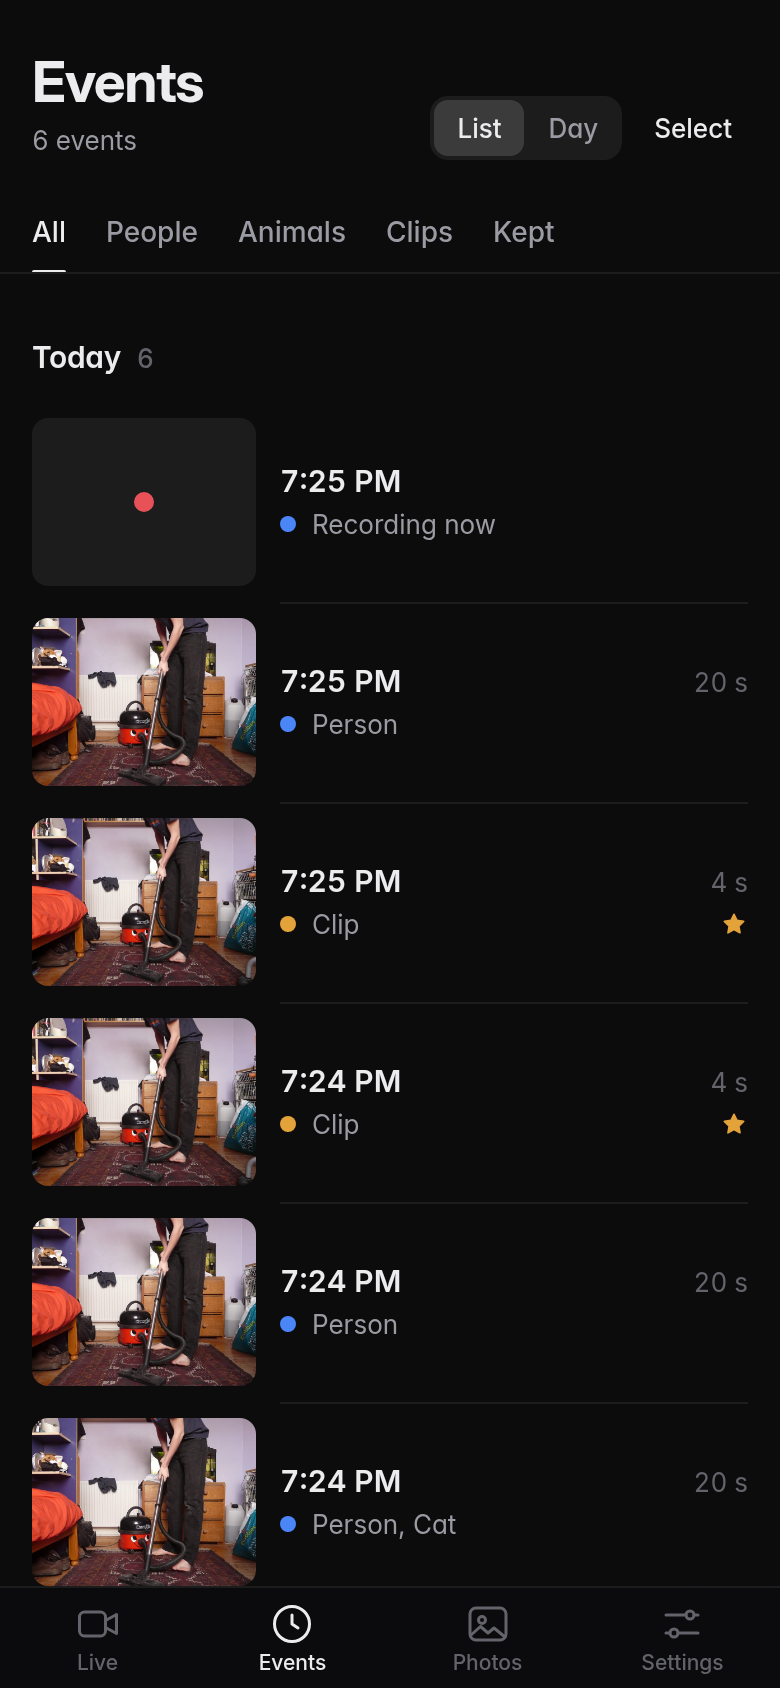 Events
6 events
List Day Select
All People Animals Clips Kept
Today 6
7:25 PM
Recording now
7:25 PM 20 s
Person
7:25 PM 4 s
Clip
7:24 PM 4 s
Clip
7:24 PM 20 s
Person
7:24 PM 20 s
Person, Cat
Live Events Photos Settings